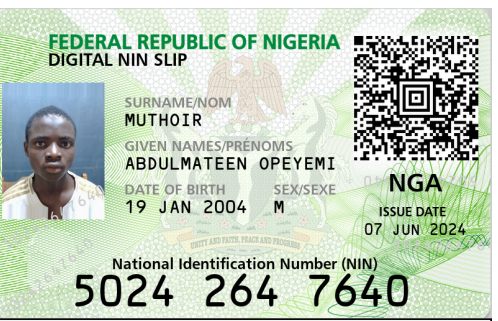 FEDERAL REPUBLIC OF NIGERIA
DIGITAL NIN SLIP
SURNAME/NOM
MUTHOIR
GIVEN NAMES/PRÉNOMS
ABDULMATEEN OPEYEMI
DATE OF BIRTH SEX/SEXE
19 JAN 2004 M
NGA
ISSUE DATE
07 JUN 2024
UNITY AND FAITH, PEACE AND PROGRESS
National Identification Number (NIN)
5024 264 7640